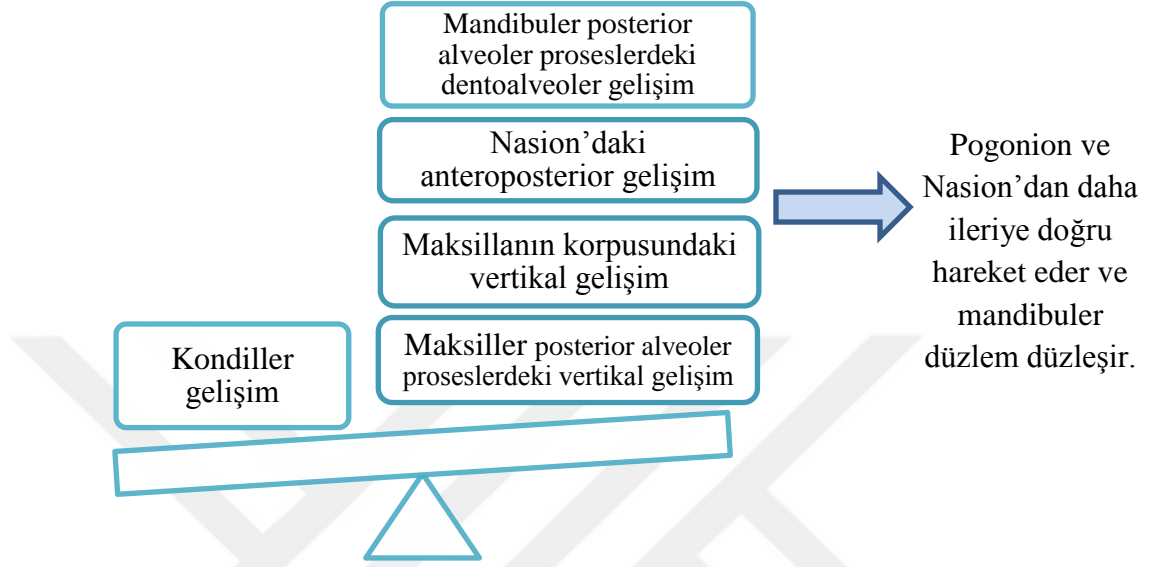 Mandibuler posterior
alveoler proseslerdeki
dentoalveoler gelişim
Nasion’daki
anteroposterior gelişim
Maksillanın korpusundaki
vertikal gelişim
Maksiller posterior alveoler
proseslerdeki vertikal gelişim
Kondiller
gelişim
Pogonion ve
Nasion’dan daha
ileriye doğru
hareket eder ve
mandibuler
düzlem düzleşir.